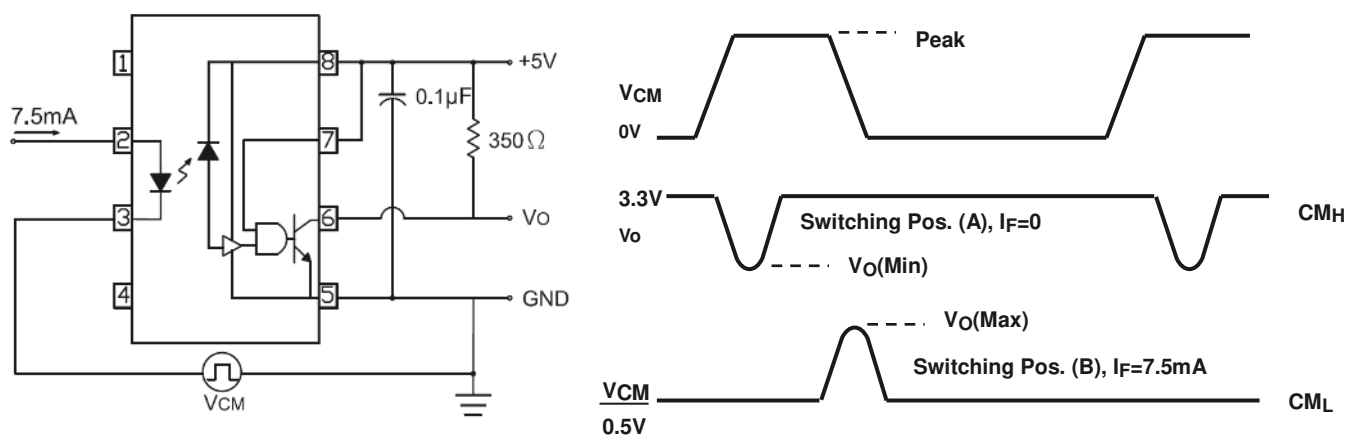 1
2
3
4
8
7
6
5
7.5mA
+5V
0.1μF
350Ω
Vo
GND
VCM
Peak
VCM
0V
3.3V
Vo
Switching Pos. (A), IF=0
CMH
VO(Min)
VO(Max)
Switching Pos. (B), IF=7.5mA
VCM
0.5V
CML